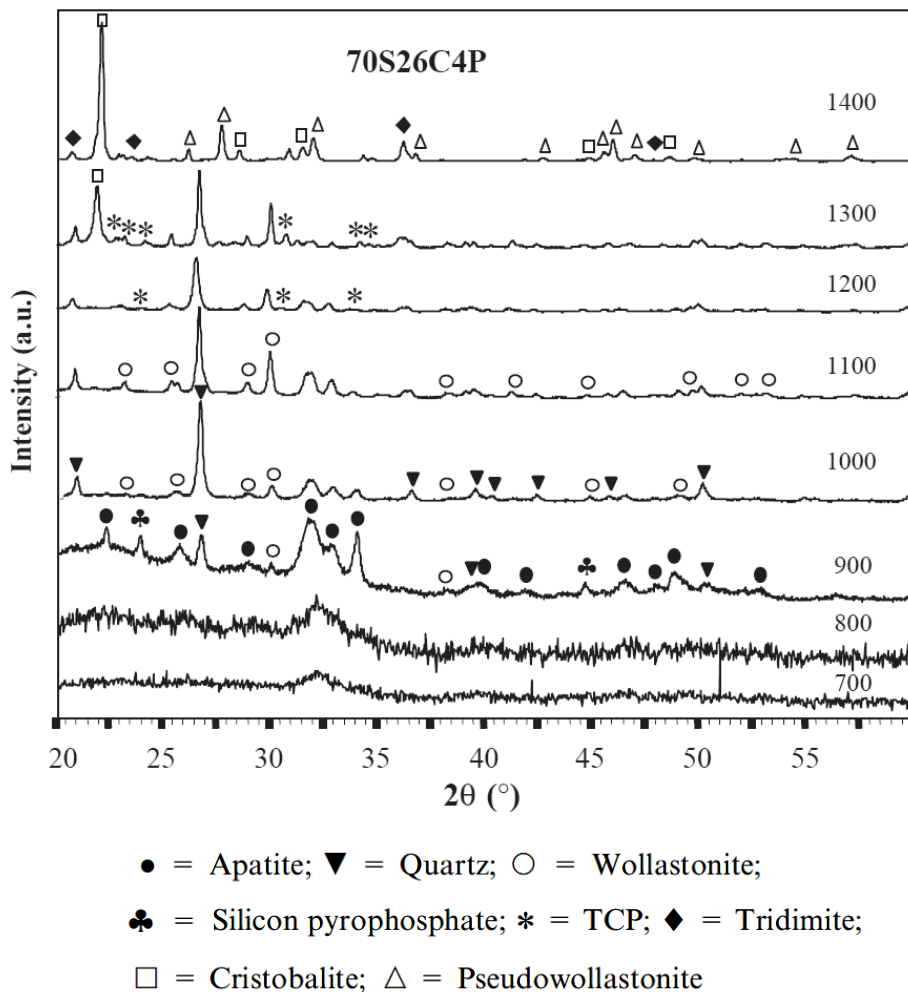 70S26C4P
1400
1300
1200
1100
1000
900
800
700
Intensity (a.u.)
20 25 30 35 40 45 50 55
2θ (°)
● = Apatite; ▼ = Quartz; ○ = Wollastonite;
♣ = Silicon pyrophosphate; * = TCP; ◆ = Tridimite;
□ = Cristobalite; △ = Pseudowollastonite